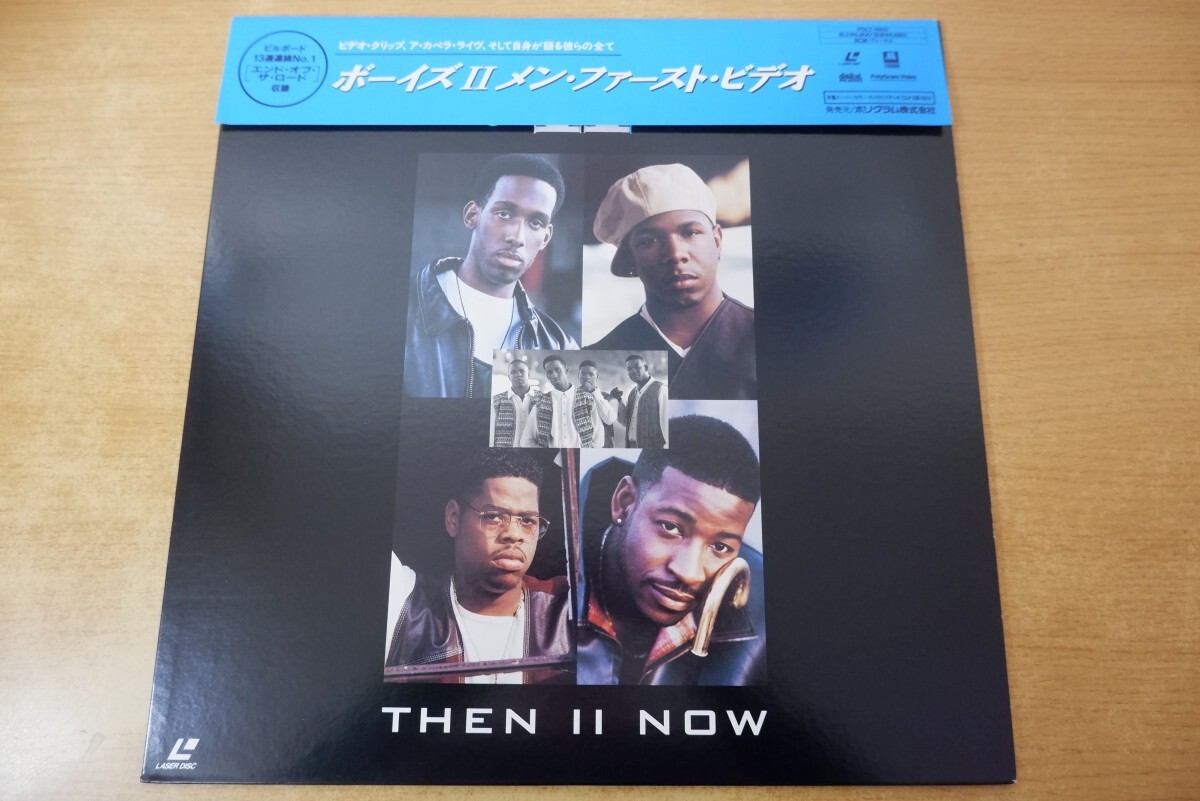 ビルボード
13週連続No.1
[エンド・オブ・
ザ・ロード]
収録
ビデオ・クリップ、ア・カペラ・ライヴ、そして自身が語る彼らの全て
ボーイズⅡメン・ファースト・ビデオ
LASER DISC
digital
PolyGram Video
発売元/ポリグラム株式会社
THEN II NOW
LASER DISC